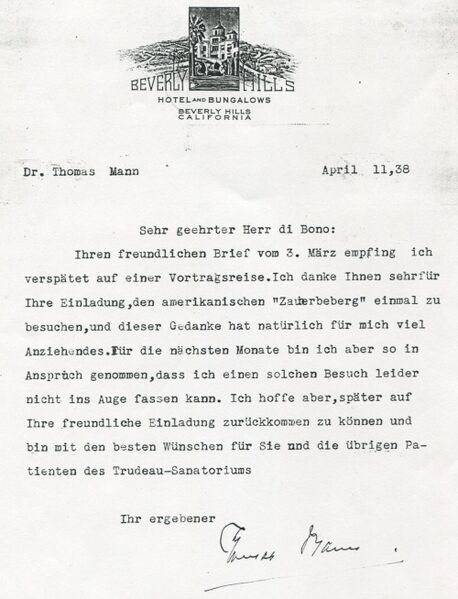 BEVERLY HILLS
HOTEL AND BUNGALOWS
BEVERLY HILLS
CALIFORNIA
Dr. Thomas Mann
April 11,38
Sehr geehrter Herr di Bono:
Ihren freundlichen Brief vom 3. März empfing ich
verspätet auf einer Vortragsreise.Ich danke Ihnen sehrfür
Ihre Einladung,den amerikanischen "Zauerbeberg" einmal zu
besuchen,und dieser Gedanke hat natürlich für mich viel
Anziehendes.Für die nächsten Monate bin ich aber so in
Anspruch genommen,dass ich einen solchen Besuch leider
nicht ins Auge fassen kann. Ich hoffe aber,später auf
Ihre freundliche Einladung zurückkommen zu können und
bin mit den besten Wünschen für Sie nnd die übrigen Pa-
tienten des Trudeau-Sanatoriums
Ihr ergebener
Thomas Mann.